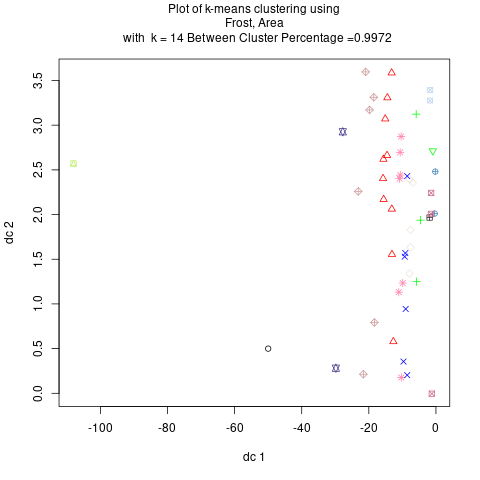 Plot of k-means clustering using
Frost, Area
with k = 14 Between Cluster Percentage =0.9972
dc 2
3.5
3.0
2.5
2.0
1.5
1.0
0.5
0.0
-100
-80
-60
-40
-20
0
dc 1